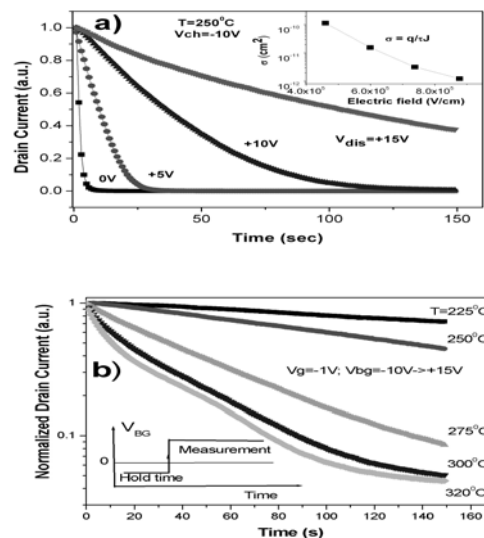 a)
T=250°C
Vch=-10V
σ = q/τJ
σ (cm²)
10⁻¹⁰
10⁻¹¹
10⁻¹²
4.0x10⁵ 6.0x10⁵ 8.0x10⁵
Electric field (V/cm)
Drain Current (a.u.)
1.0
0.8
0.6
0.4
0.2
0.0
V_dis=+15V
+10V
+5V
0V
0 50 100 150
Time (sec)
b)
Normalized Drain Current (a.u.)
1
0.1
T=225°C
250°C
275°C
300°C
320°C
Vg=-1V; Vbg=-10V->+15V
V_BG
Measurement
0
Hold time
Time
0 20 40 60 80 100 120 140 160
Time (s)